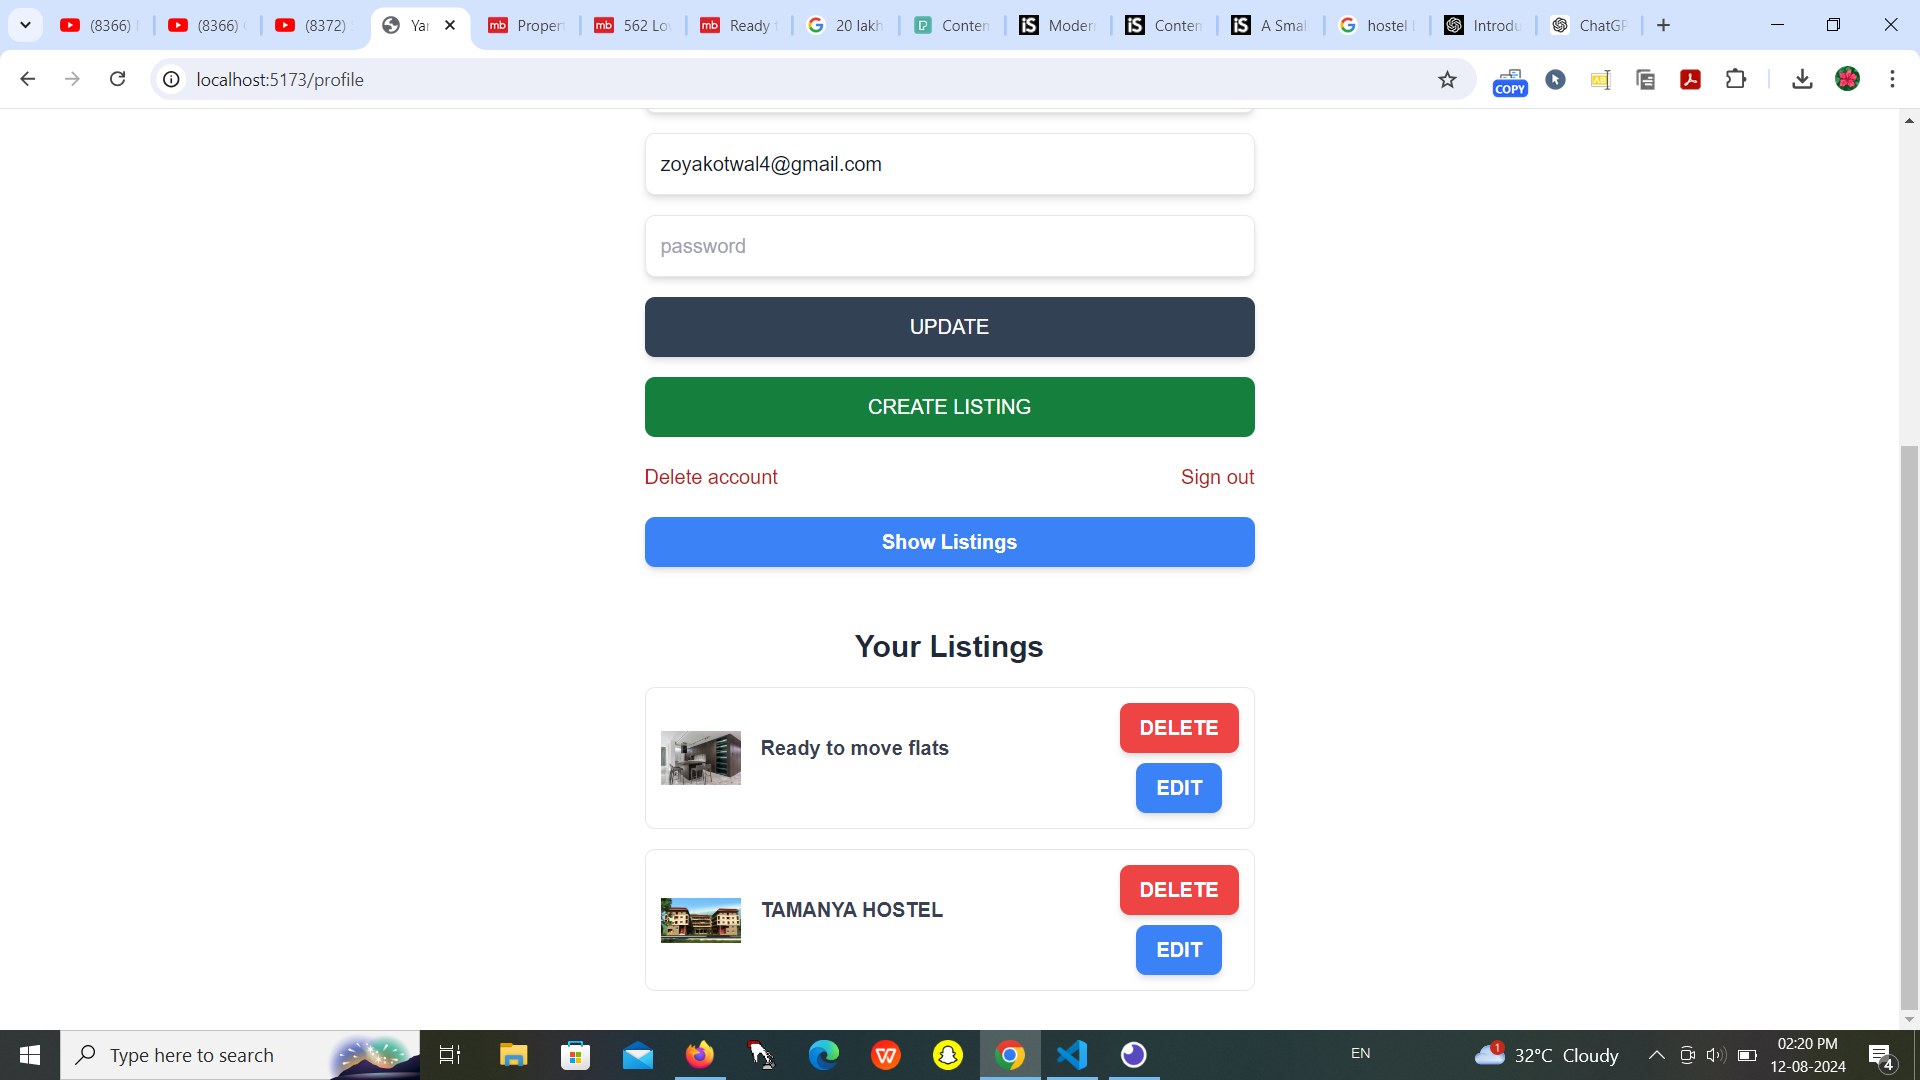 (8366)
(8366)
(8372)
Yar
Propert
562 Lo
Ready t
20 lakh
Conten
Modern
Contem
A Smal
hostel
Introdu
ChatGP
localhost:5173/profile
COPY
zoyakotwal4@gmail.com
password
UPDATE
CREATE LISTING
Delete account
Sign out
Show Listings
Your Listings
Ready to move flats
DELETE
EDIT
TAMANYA HOSTEL
DELETE
EDIT
Type here to search
EN
1
32°C Cloudy
02:20 PM
12-08-2024
4